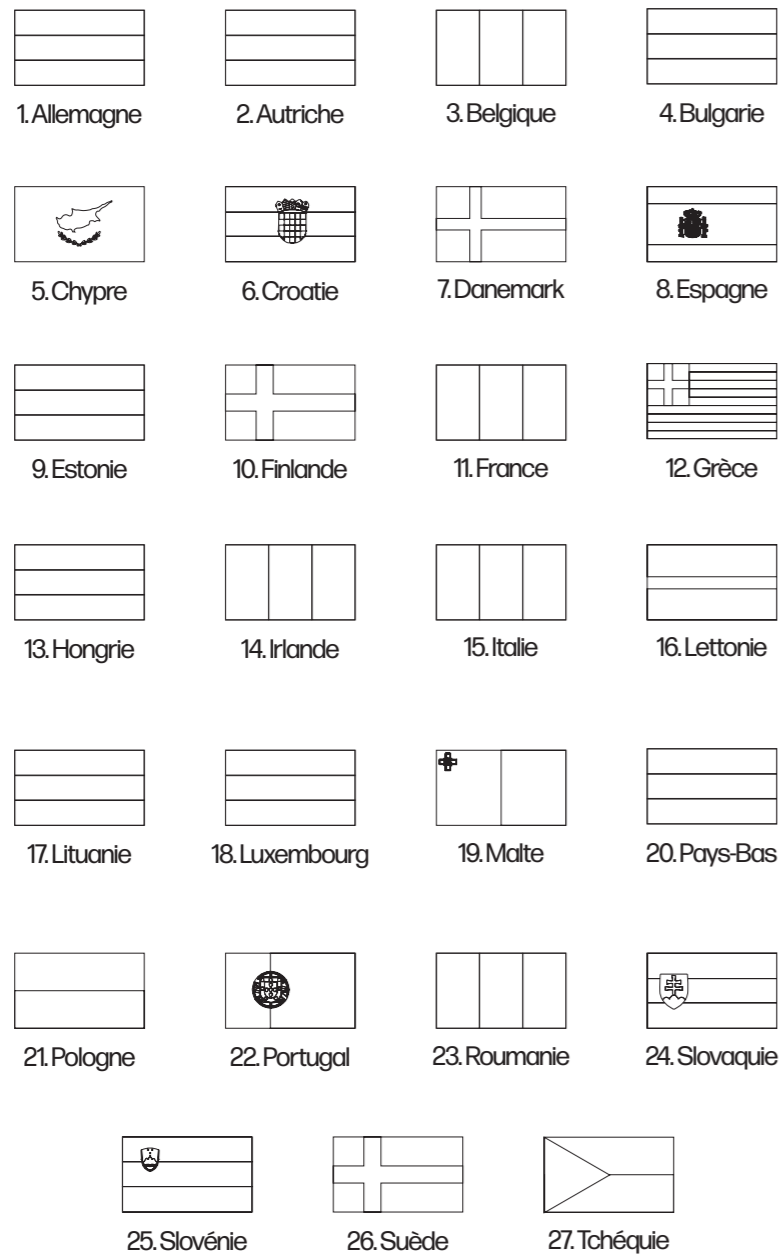 1. Allemagne
2. Autriche
3. Belgique
4. Bulgarie
5. Chypre
6. Croatie
7. Danemark
8. Espagne
9. Estonie
10. Finlande
11. France
12. Grèce
13. Hongrie
14. Irlande
15. Italie
16. Lettonie
17. Lituanie
18. Luxembourg
19. Malte
20. Pays-Bas
21. Pologne
22. Portugal
23. Roumanie
24. Slovaquie
25. Slovénie
26. Suède
27. Tchéquie